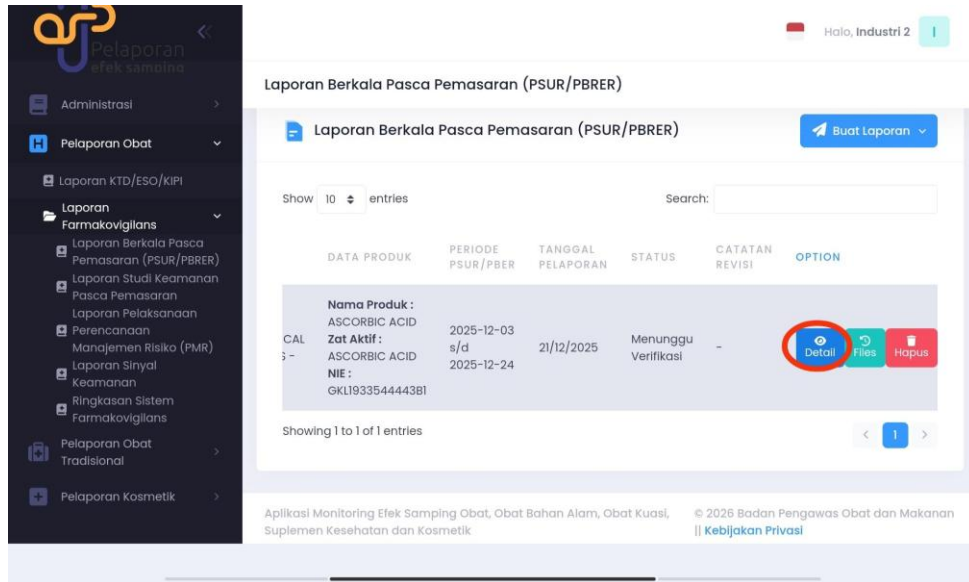 Pelaporan
efek samping
Administrasi
Pelaporan Obat
Laporan KTD/ESO/KIPI
Laporan
Farmakovigilans
Laporan Berkala Pasca
Pemasaran (PSUR/PBRER)
Laporan Studi Keamanan
Pasca Pemasaran
Laporan Pelaksanaan
Perencanaan
Manajemen Risiko (PMR)
Laporan Sinyal
Keamanan
Ringkasan Sistem
Farmakovigilans
Pelaporan Obat
Tradisional
Pelaporan Kosmetik
Halo, Industri 2 I
Laporan Berkala Pasca Pemasaran (PSUR/PBRER)
Laporan Berkala Pasca Pemasaran (PSUR/PBRER)
Buat Laporan
Show 10 entries
Search:
DATA PRODUK
PERIODE
PSUR/PBER
TANGGAL
PELAPORAN
STATUS
CATATAN
REVISI
OPTION
CAL
S -
Nama Produk :
ASCORBIC ACID
Zat Aktif :
ASCORBIC ACID
NIE :
GKL1933544443B1
2025-12-03
s/d
2025-12-24
21/12/2025
Menunggu
Verifikasi
-
Detail
Files
Hapus
Showing 1 to 1 of 1 entries
< 1 >
Aplikasi Monitoring Efek Samping Obat, Obat Bahan Alam, Obat Kuasi,
Suplemen Kesehatan dan Kosmetik
© 2026 Badan Pengawas Obat dan Makanan
|| Kebijakan Privasi